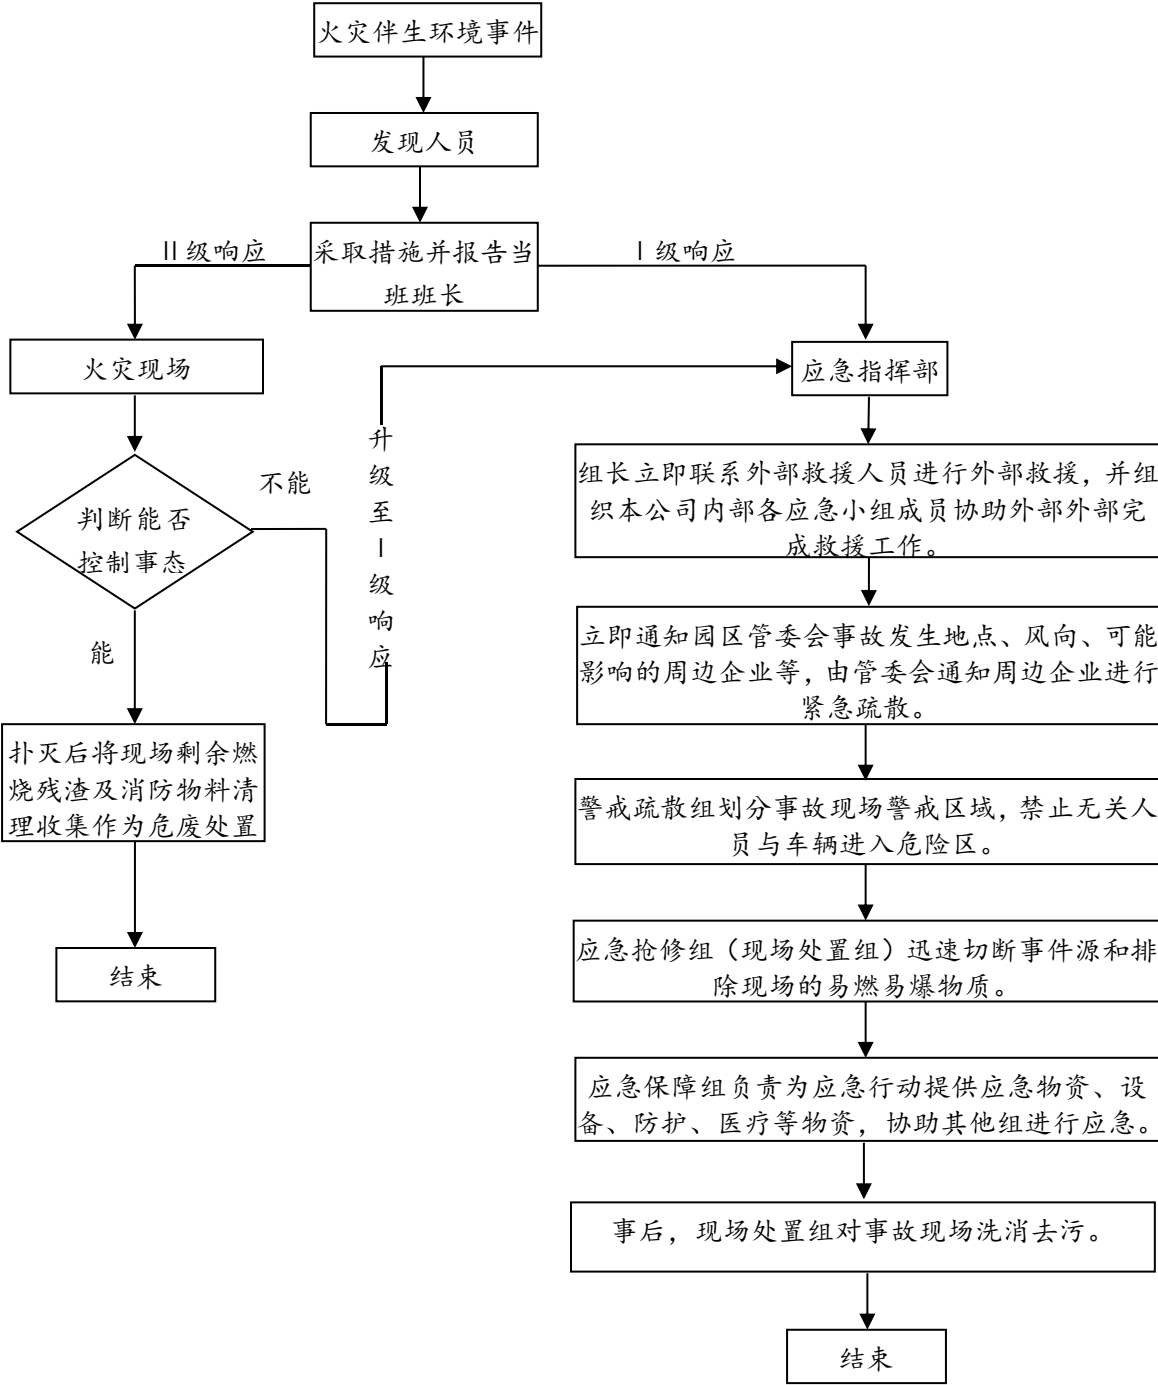 火灾伴生环境事件
发现人员
采取措施并报告当
班班长
II级响应
I级响应
火灾现场
应急指挥部
判断能否
控制事态
不能
能
升
级
至
I
级
响
应
扑灭后将现场剩余燃
烧残渣及消防物料清
理收集作为危废处置
结束
组长立即联系外部救援人员进行外部救援，并组
织本公司内部各应急小组成员协助外部外部完
成救援工作。
立即通知园区管委会事故发生地点、风向、可能
影响的周边企业等，由管委会通知周边企业进行
紧急疏散。
警戒疏散组划分事故现场警戒区域，禁止无关人
员与车辆进入危险区。
应急抢修组（现场处置组）迅速切断事件源和排
除现场的易燃易爆物质。
应急保障组负责为应急行动提供应急物资、设
备、防护、医疗等物资，协助其他组进行应急。
事后，现场处置组对事故现场洗消去污。
结束